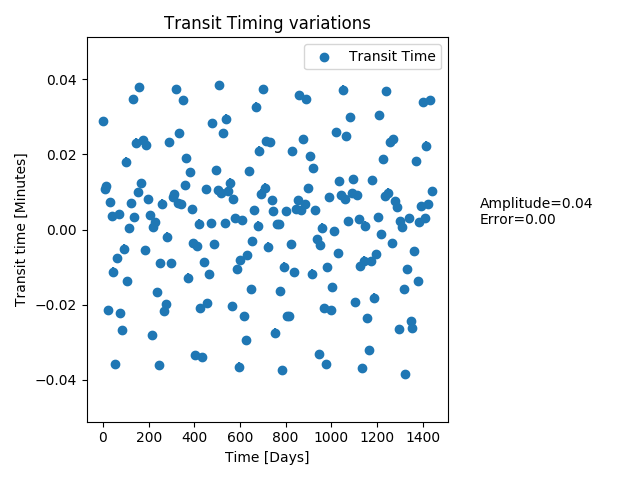 Transit Timing variations
Transit Time
Transit time [Minutes]
0.04
0.02
0.00
−0.02
−0.04
0 200 400 600 800 1000 1200 1400
Time [Days]
Amplitude=0.04
Error=0.00